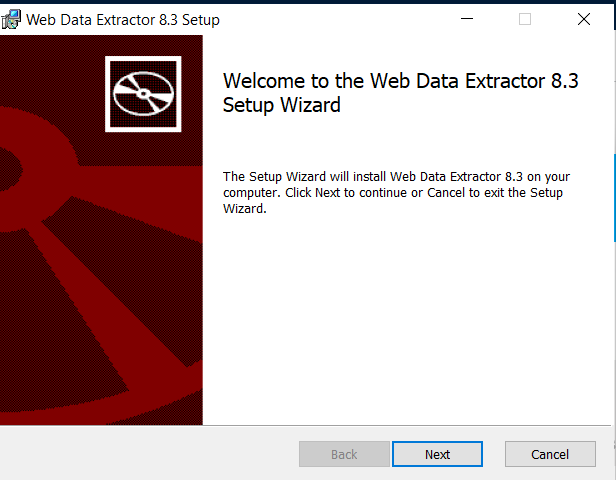 Web Data Extractor 8.3 Setup
Welcome to the Web Data Extractor 8.3
Setup Wizard
The Setup Wizard will install Web Data Extractor 8.3 on your
computer. Click Next to continue or Cancel to exit the Setup
Wizard.
Back Next Cancel